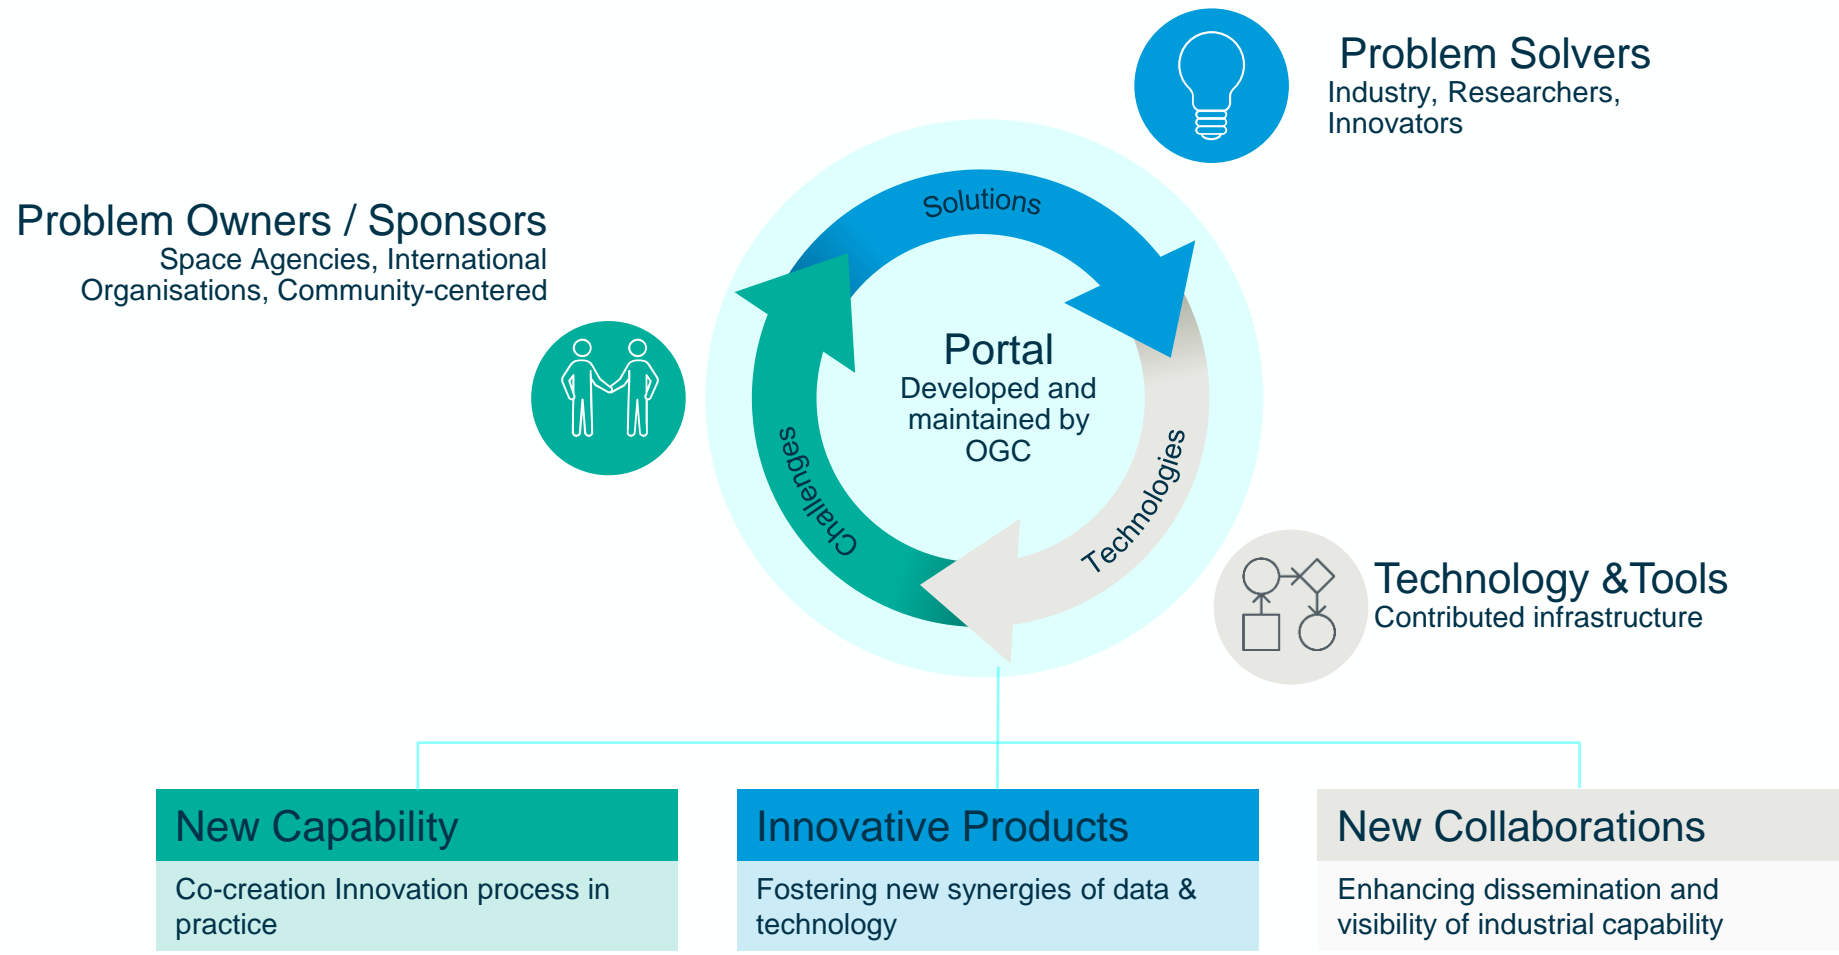 Problem Solvers
Industry, Researchers,
Innovators
Problem Owners / Sponsors
Space Agencies, International
Organisations, Community-centered
Solutions
Challenges
Technologies
Portal
Developed and
maintained by
OGC
Technology &Tools
Contributed infrastructure
New Capability
Co-creation Innovation process in
practice
Innovative Products
Fostering new synergies of data &
technology
New Collaborations
Enhancing dissemination and
visibility of industrial capability